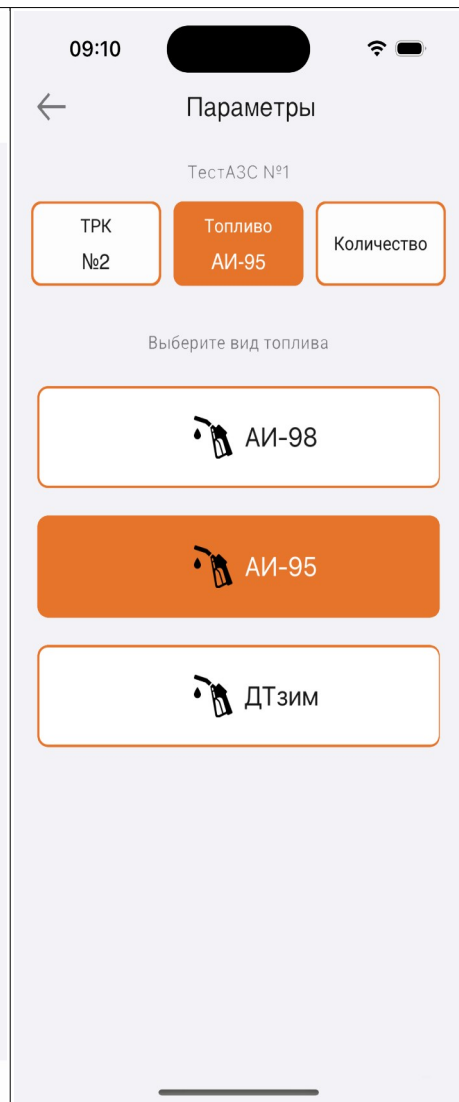 09:10
Параметры
ТестАЗС №1
ТРК
№2
Топливо
АИ-95
Количество
Выберите вид топлива
АИ-98
АИ-95
ДТзим